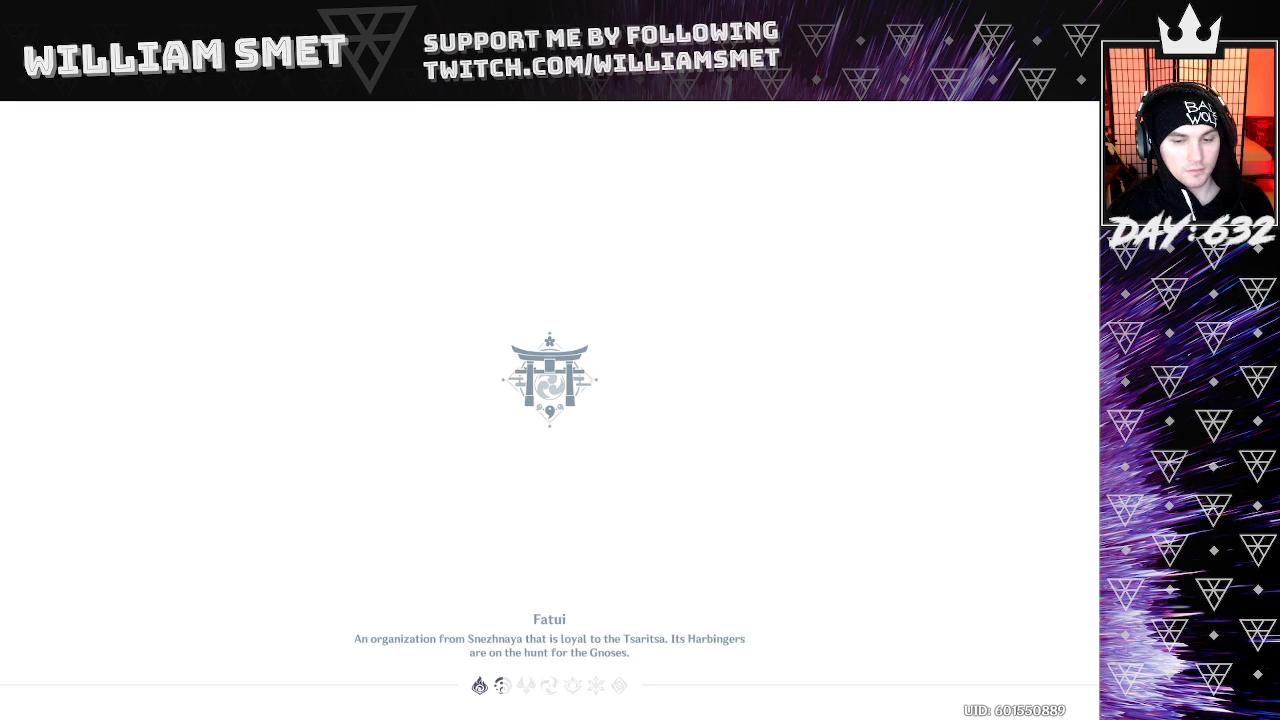 WILLIAM SMET
SUPPORT ME BY FOLLOWING
TWITCH.COM/WILLIAMSMET
DAY: 632
Fatui
An organization from Snezhnaya that is loyal to the Tsaritsa. Its Harbingers
are on the hunt for the Gnoses.
UID: 601550889